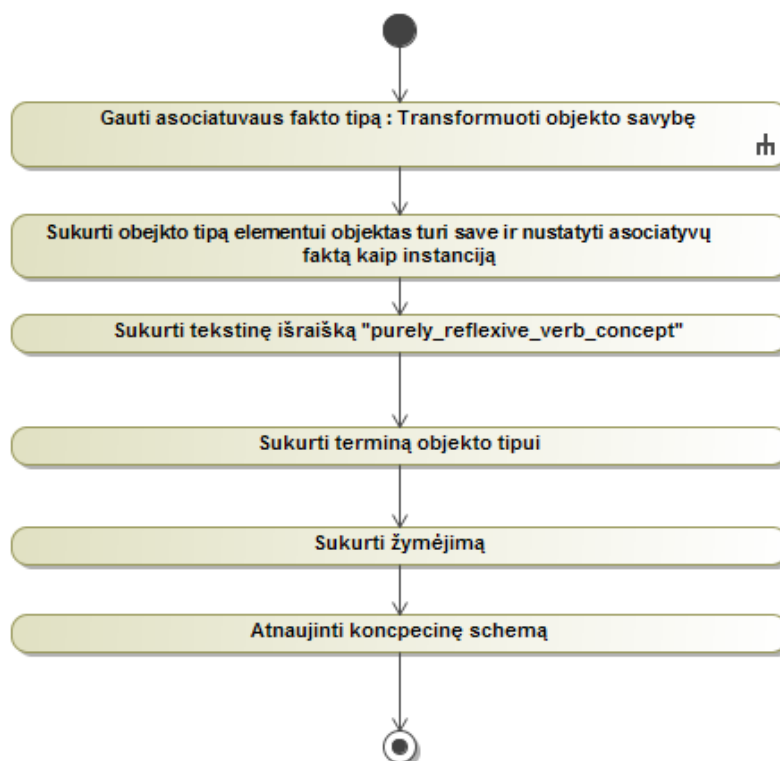 Gauti asociatuvaus fakto tipą : Transformuoti objekto savybę
Sukurti obejkto tipą elementui objektas turi save ir nustatyti asociatyvų
faktą kaip instanciją
Sukurti tekstinę išraišką "purely_reflexive_verb_concept"
Sukurti terminą objekto tipui
Sukurti žymėjimą
Atnaujinti koncpecinę schemą